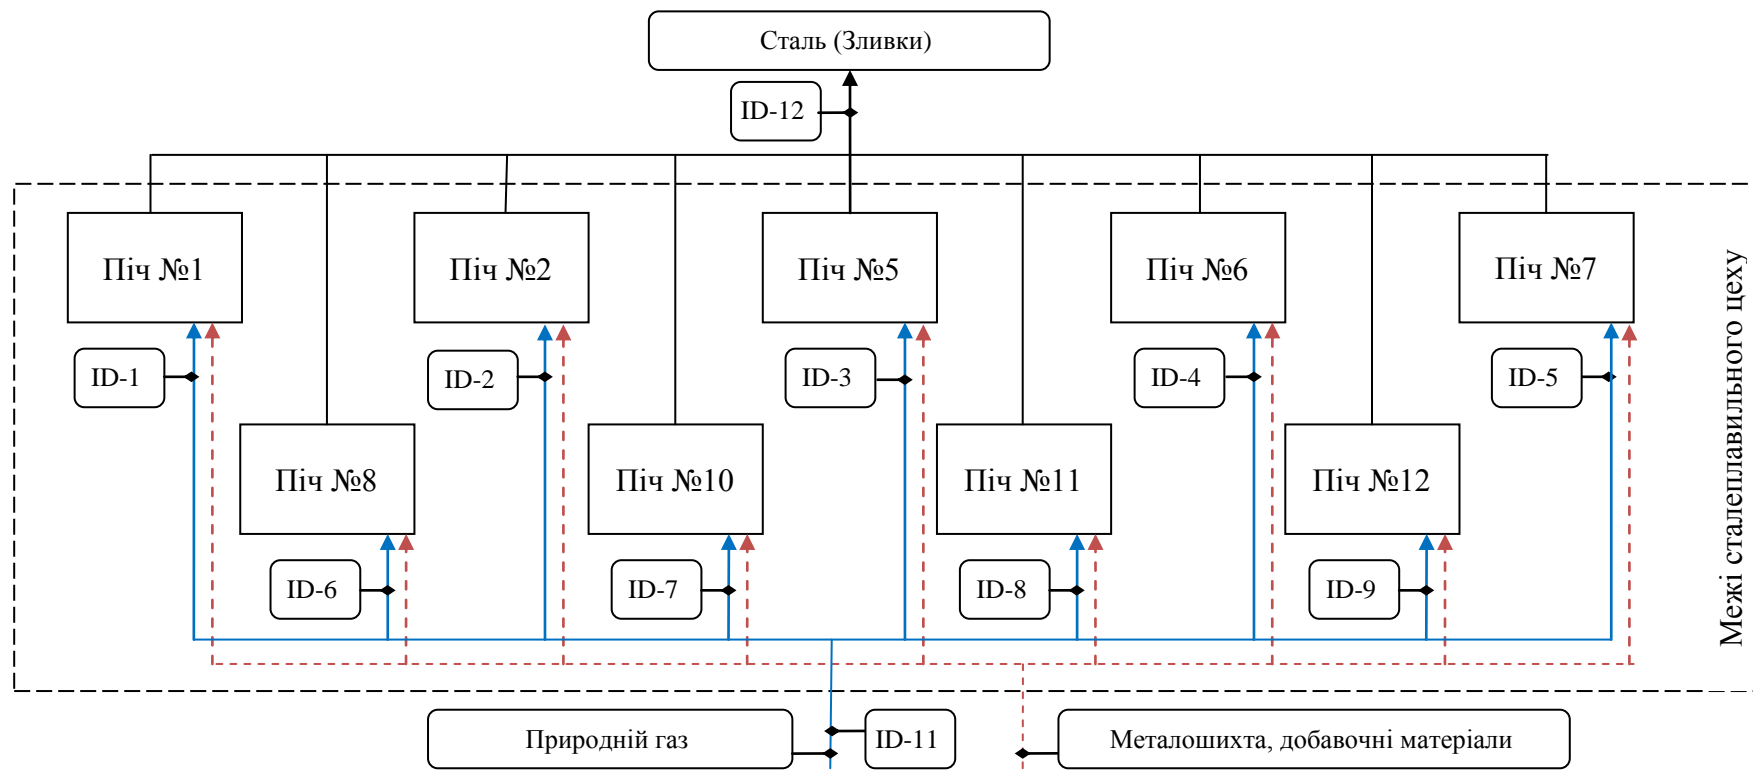 Сталь (Зливки)
ID-12
Піч №1
Піч №2
Піч №5
Піч №6
Піч №7
ID-1
ID-2
ID-3
ID-4
ID-5
Піч №8
Піч №10
Піч №11
Піч №12
ID-6
ID-7
ID-8
ID-9
Межі сталеплавильного цеху
Природній газ
ID-11
Металошихта, добавочні матеріали